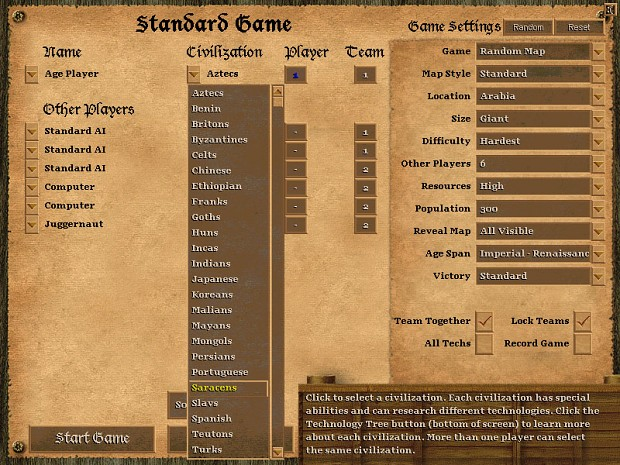 Standard Game
Game Settings
Random
Reset
Name
Civilization
Player
Team
Age Player
Aztecs
1
1
Other Players
Standard AI
-
1
Standard AI
-
1
Standard AI
-
2
Computer
-
2
Computer
-
2
Juggernaut
-
2
Aztecs
Benin
Britons
Byzantines
Celts
Chinese
Ethiopian
Franks
Goths
Huns
Incas
Indians
Japanese
Koreans
Malians
Mayans
Mongols
Persians
Portuguese
Saracens
Slavs
Spanish
Teutons
Turks
Game Random Map
Map Style Standard
Location Arabia
Size Giant
Difficulty Hardest
Other Players 6
Resources High
Population 300
Reveal Map All Visible
Age Span Imperial - Renaissanc
Victory Standard
Team Together
Lock Teams
All Techs
Record Game
So
Start Game
Click to select a civilization. Each civilization has special
abilities and can research different technologies. Click the
Technology Tree button (bottom of screen) to learn more
about each civilization. More than one player can select
the same civilization.